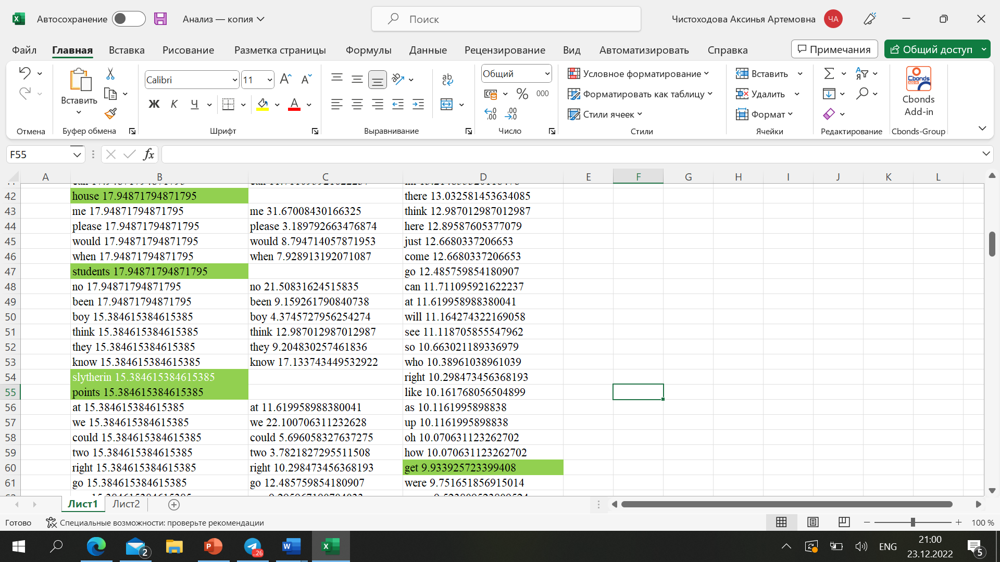 Автосохранение
Анализ — копия
Поиск
Чистоходова Аксинья Артемовна ЧА
Файл Главная Вставка Рисование Разметка страницы Формулы Данные Рецензирование Вид Автоматизировать Справка Примечания Общий доступ
Calibri 11 Общий
Вставить
Ж К Ч
ab
000
Условное форматирование
Форматировать как таблицу
Стили ячеек
Вставить
Удалить
Формат
Cbonds
ADD-IN
Cbonds
Add-in
Отмена Буфер обмена Шрифт Выравнивание Число Стили Ячейки Редактирование Cbonds-Group
F55 fx
A B C D E F G H I J K L
42 house 17.94871794871795 there 13.032581453634085
43 me 17.94871794871795 me 31.67008430166325 think 12.987012987012987
44 please 17.94871794871795 please 3.189792663476874 here 12.89587605377079
45 would 17.94871794871795 would 8.794714057871953 just 12.6680337206653
46 when 17.94871794871795 when 7.928913192071087 come 12.6680337206653
47 students 17.94871794871795 go 12.485759854180907
48 no 17.94871794871795 no 21.50831624515835 can 11.711095921622237
49 been 17.94871794871795 been 9.159261790840738 at 11.619958988380041
50 boy 15.384615384615385 boy 4.3745727956254274 will 11.164274322169058
51 think 15.384615384615385 think 12.987012987012987 see 11.118705855547962
52 they 15.384615384615385 they 9.204830257461836 so 10.663021189336979
53 know 15.384615384615385 know 17.133743449532922 who 10.38961038961039
54 slytherin 15.384615384615385 right 10.298473456368193
55 points 15.384615384615385 like 10.161768056504899
56 at 15.384615384615385 at 11.619958988380041 as 10.1161995898838
57 we 15.384615384615385 we 22.100706311232628 up 10.1161995898838
58 could 15.384615384615385 could 5.696058327637275 oh 10.070631123262702
59 two 15.384615384615385 two 3.7821827295511508 how 10.070631123262702
60 right 15.384615384615385 right 10.298473456368193 get 9.933925723399408
61 go 15.384615384615385 go 12.485759854180907 were 9.751651856915014
Лист1 Лист2
Готово Специальные возможности: проверьте рекомендации 100 %
2 P ..26 W X ENG 21:00
23.12.2022 5